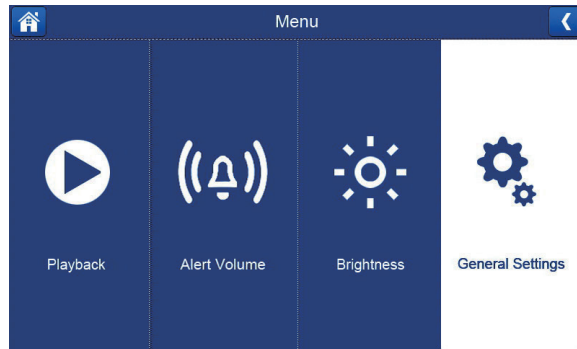 Menu
Playback
Alert Volume
Brightness
General Settings